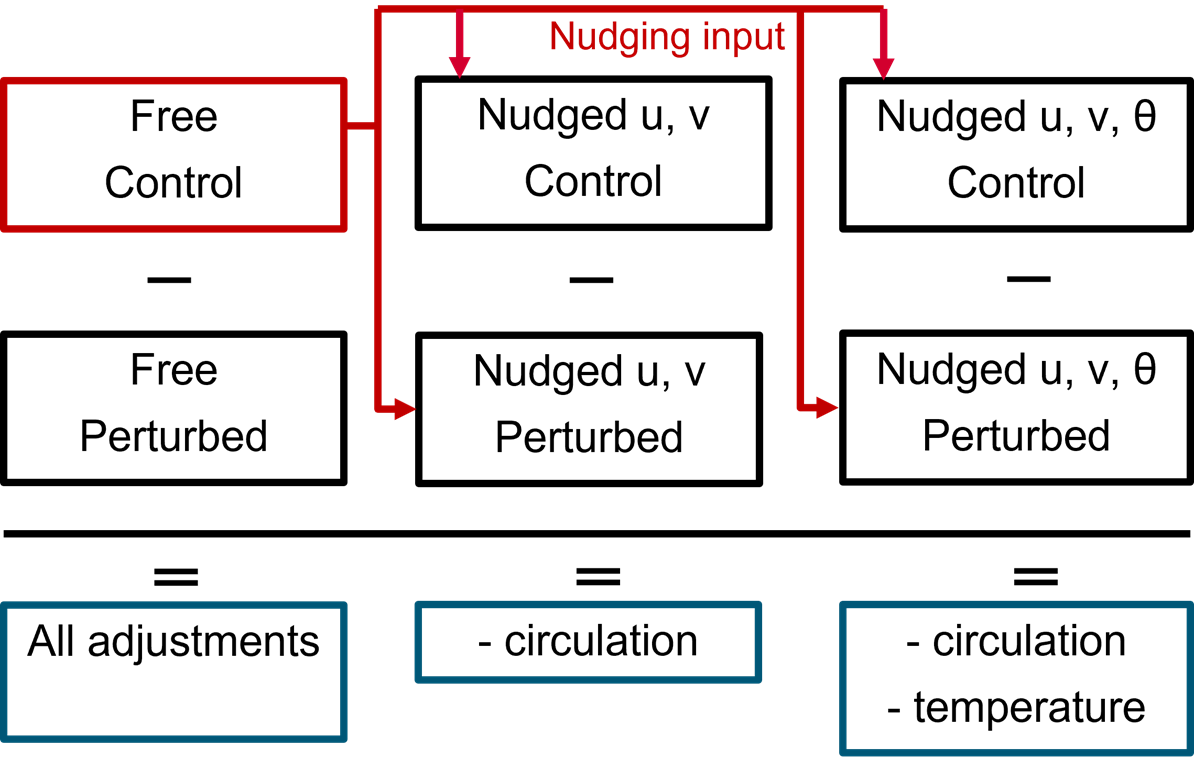 Nudging input
Free
Control
Nudged u, v
Control
Nudged u, v, θ
Control
–
–
–
Free
Perturbed
Nudged u, v
Perturbed
Nudged u, v, θ
Perturbed
=
=
=
All adjustments
- circulation
- circulation
- temperature